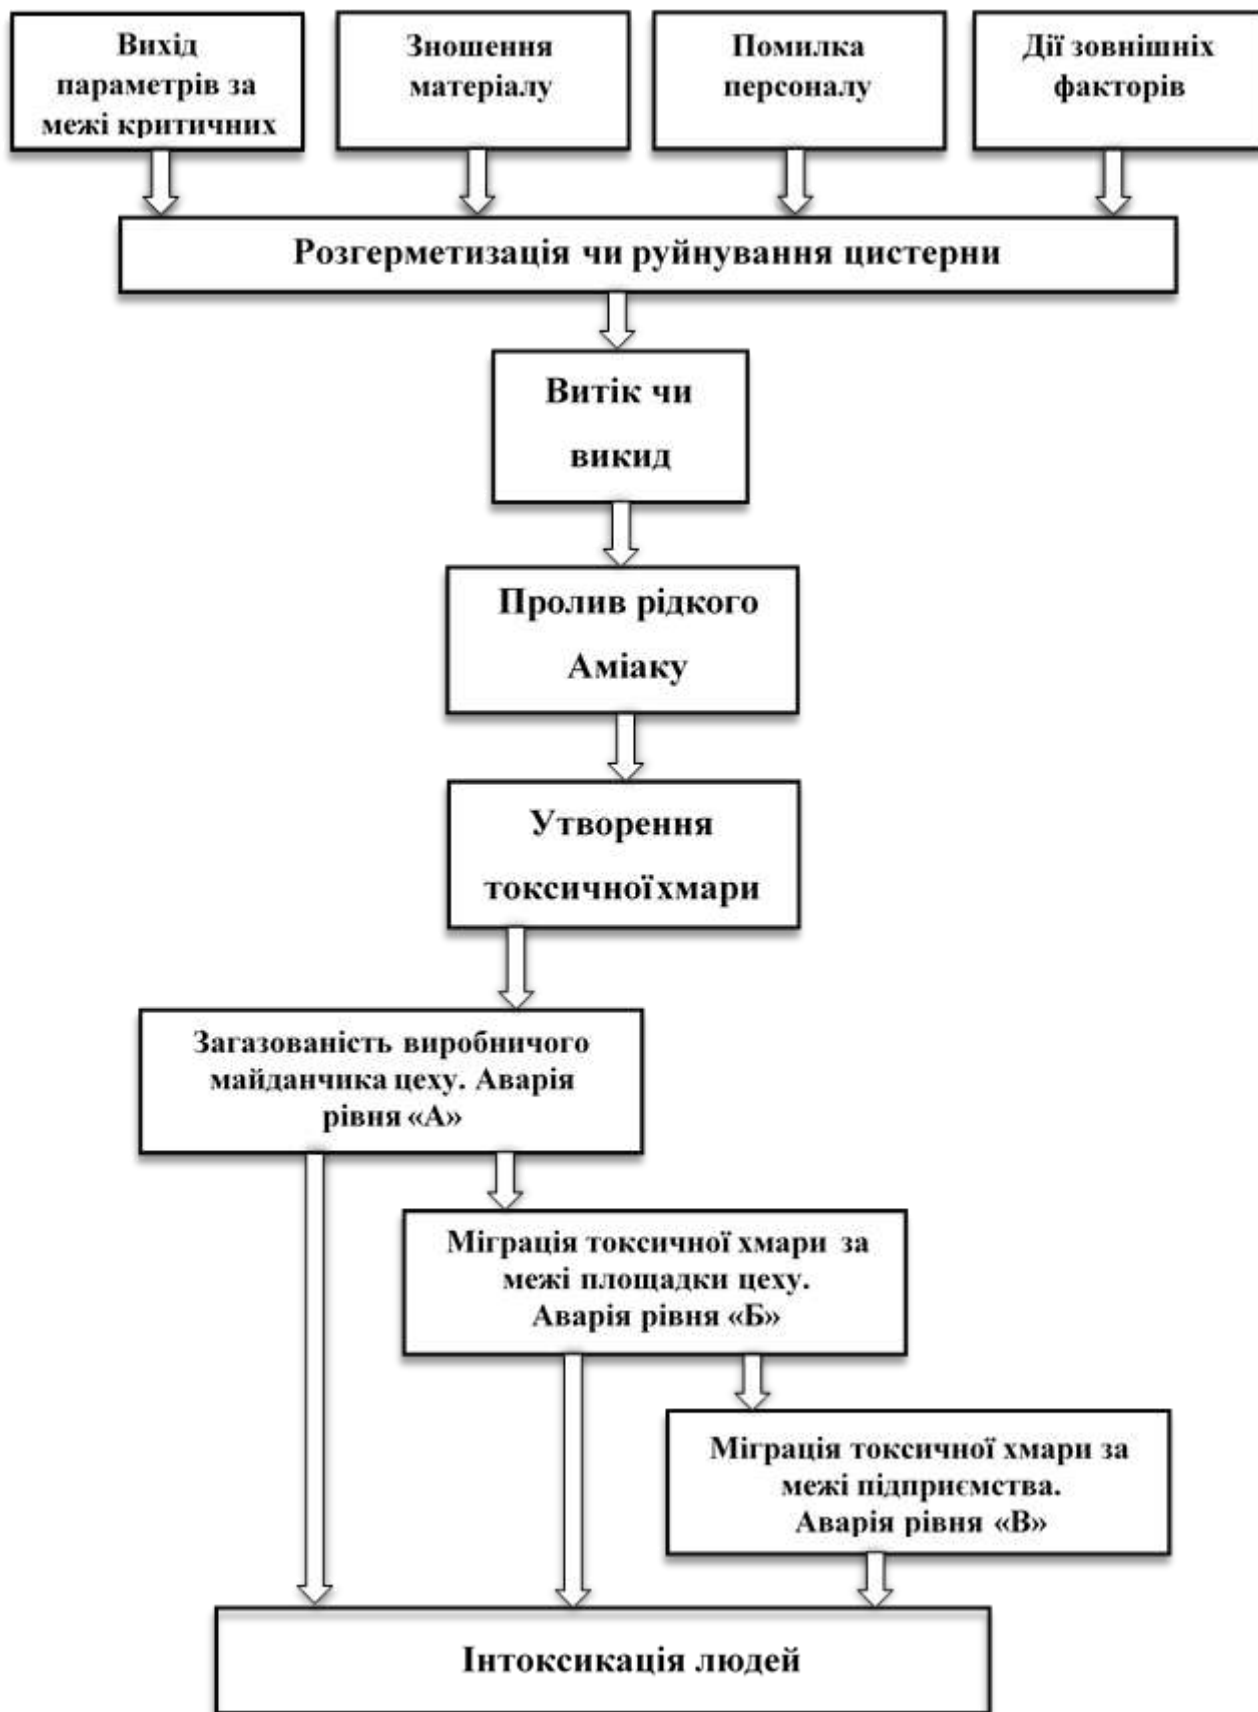 Вихід
параметрів за
межі критичних
Зношення
матеріалу
Помилка
персоналу
Дії зовнішніх
факторів
Розгерметизація чи руйнування цистерни
Витік чи
викид
Пролив рідкого
Аміаку
Утворення
токсичної хмари
Загазованість виробничого
майданчика цеху. Аварія
рівня «А»
Міграція токсичної хмари за
межі площадки цеху.
Аварія рівня «Б»
Міграція токсичної хмари за
межі підприємства.
Аварія рівня «В»
Інтоксикація людей